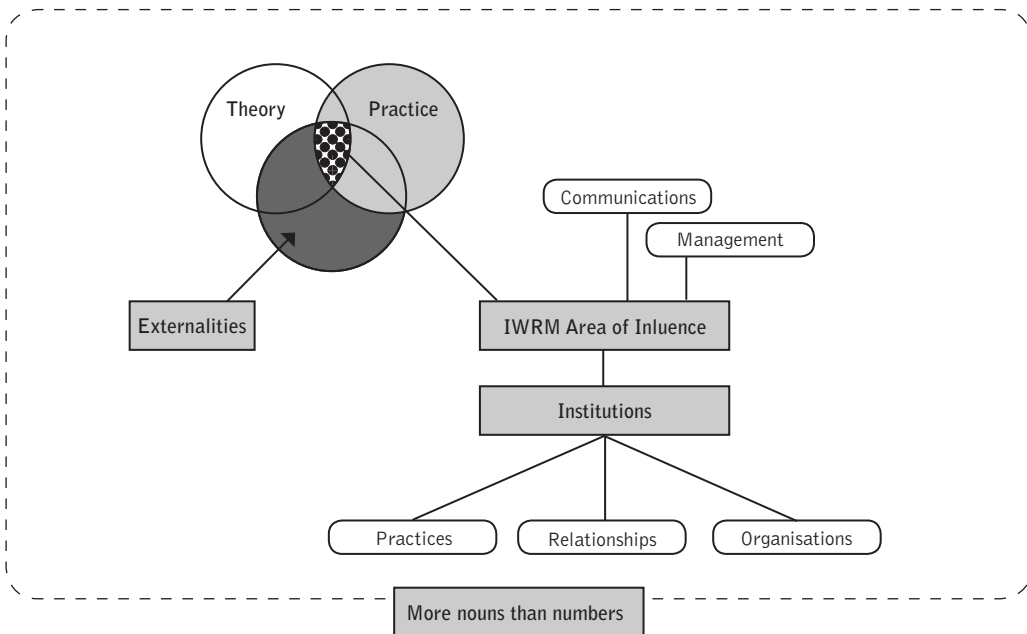 Theory
Practice
Communications
Management
Externalities
IWRM Area of Inluence
Institutions
Practices
Relationships
Organisations
More nouns than numbers